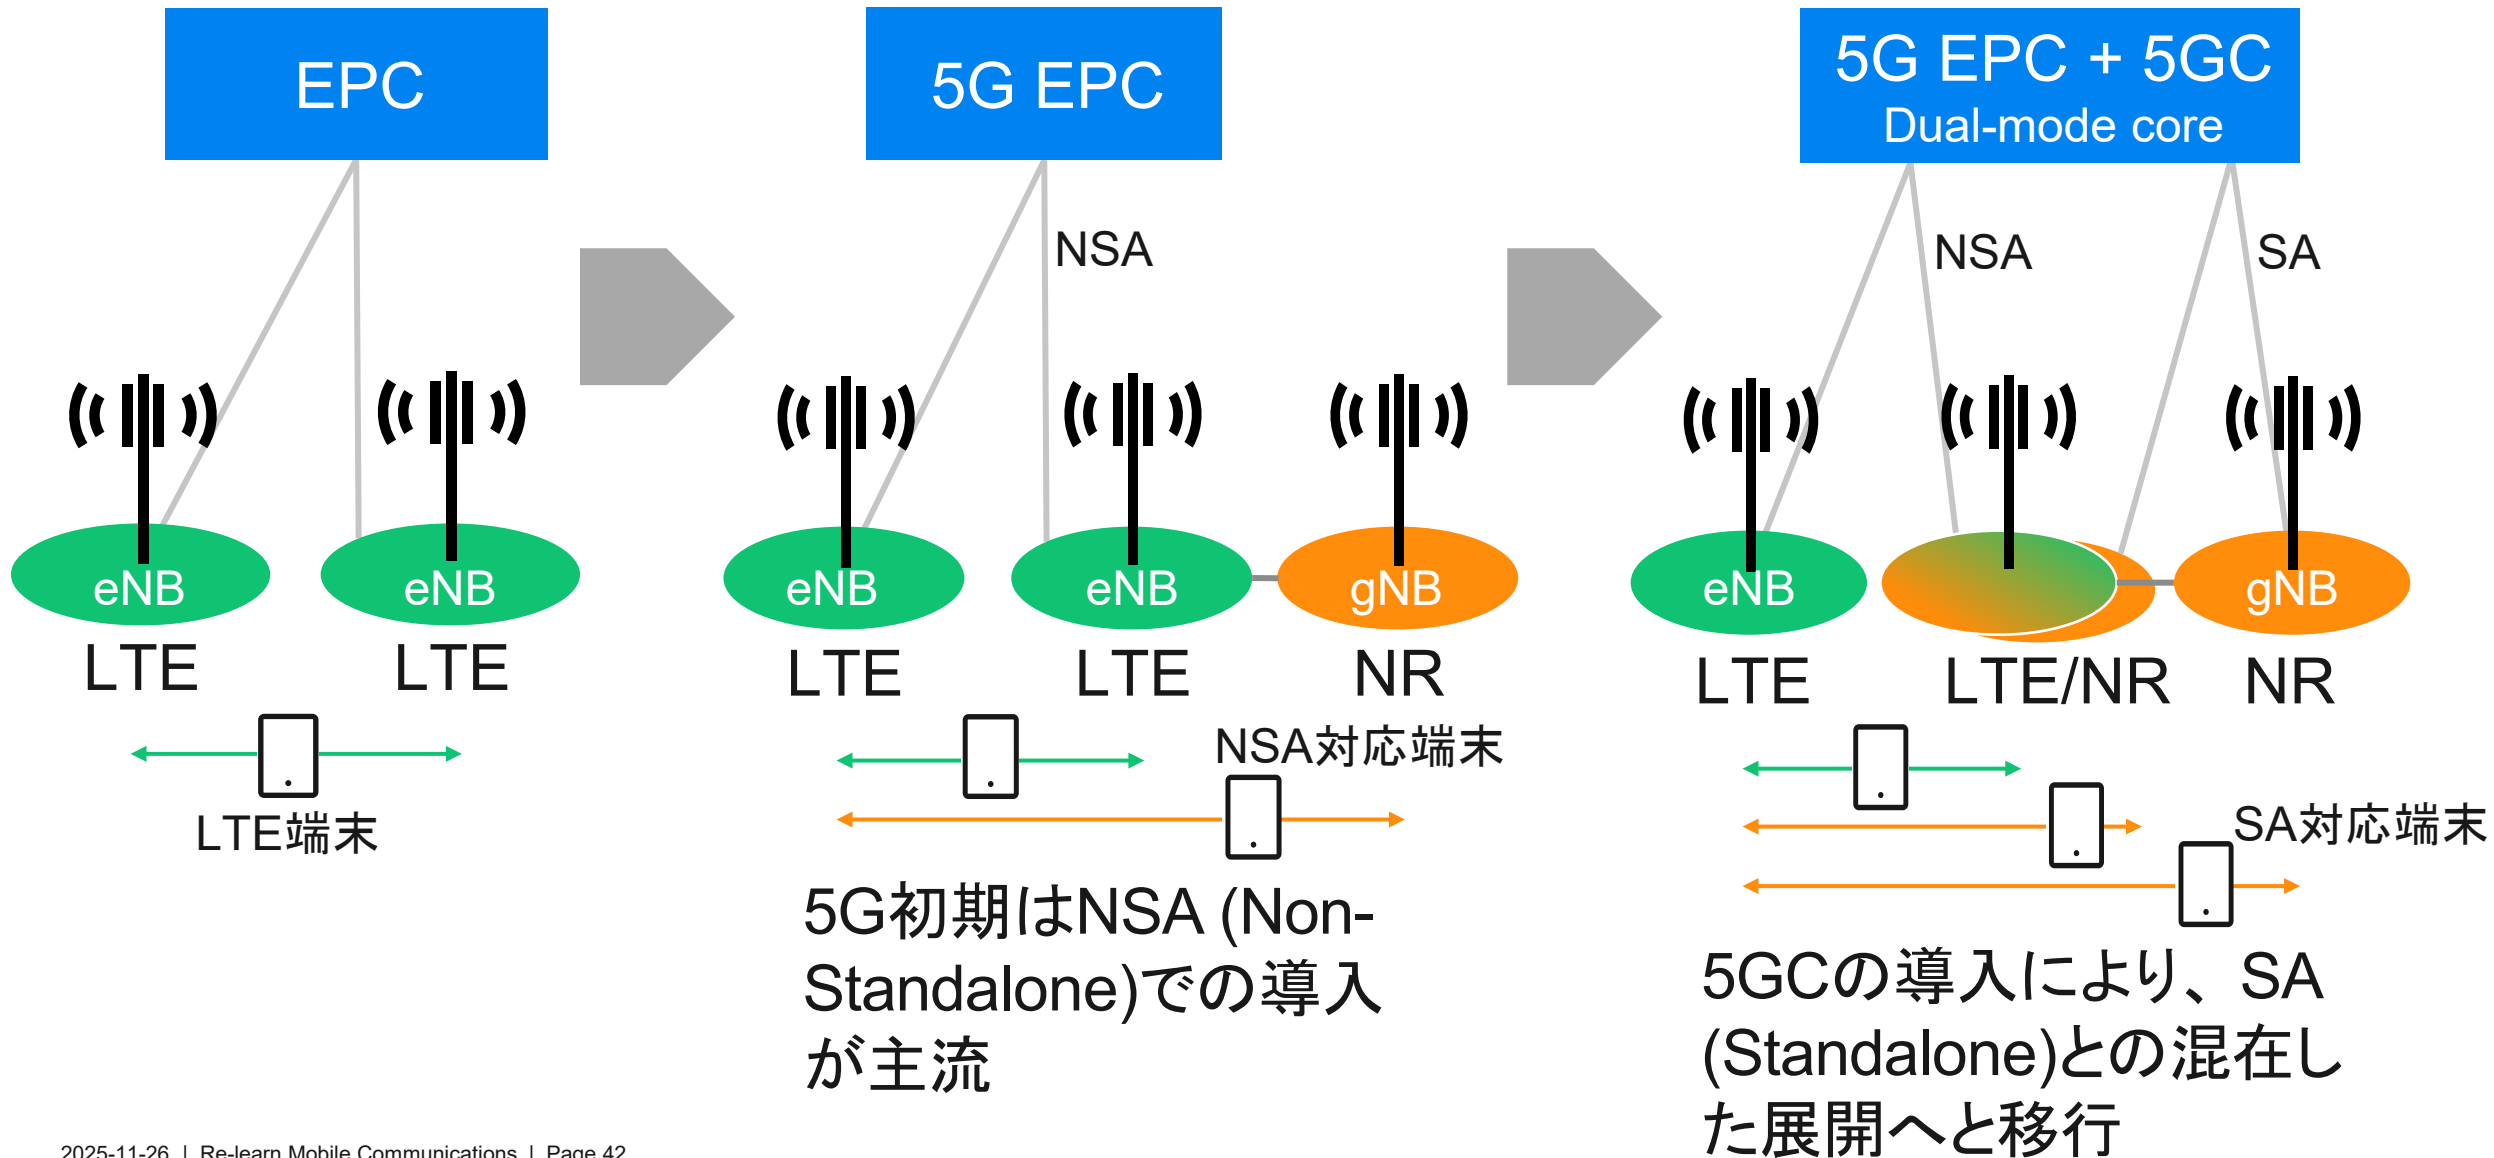 EPC
eNB
eNB
LTE
LTE
LTE端末
5G EPC
NSA
eNB
eNB
gNB
LTE
LTE
NR
NSA対応端末
5G初期はNSA (Non-
Standalone)での導入
が主流
5G EPC + 5GC
Dual-mode core
NSA
SA
eNB
gNB
LTE
LTE/NR
NR
SA対応端末
5GCの導入により、SA
(Standalone)との混在し
た展開へと移行
2025-11-26 | Re-learn Mobile Communications | Page 42